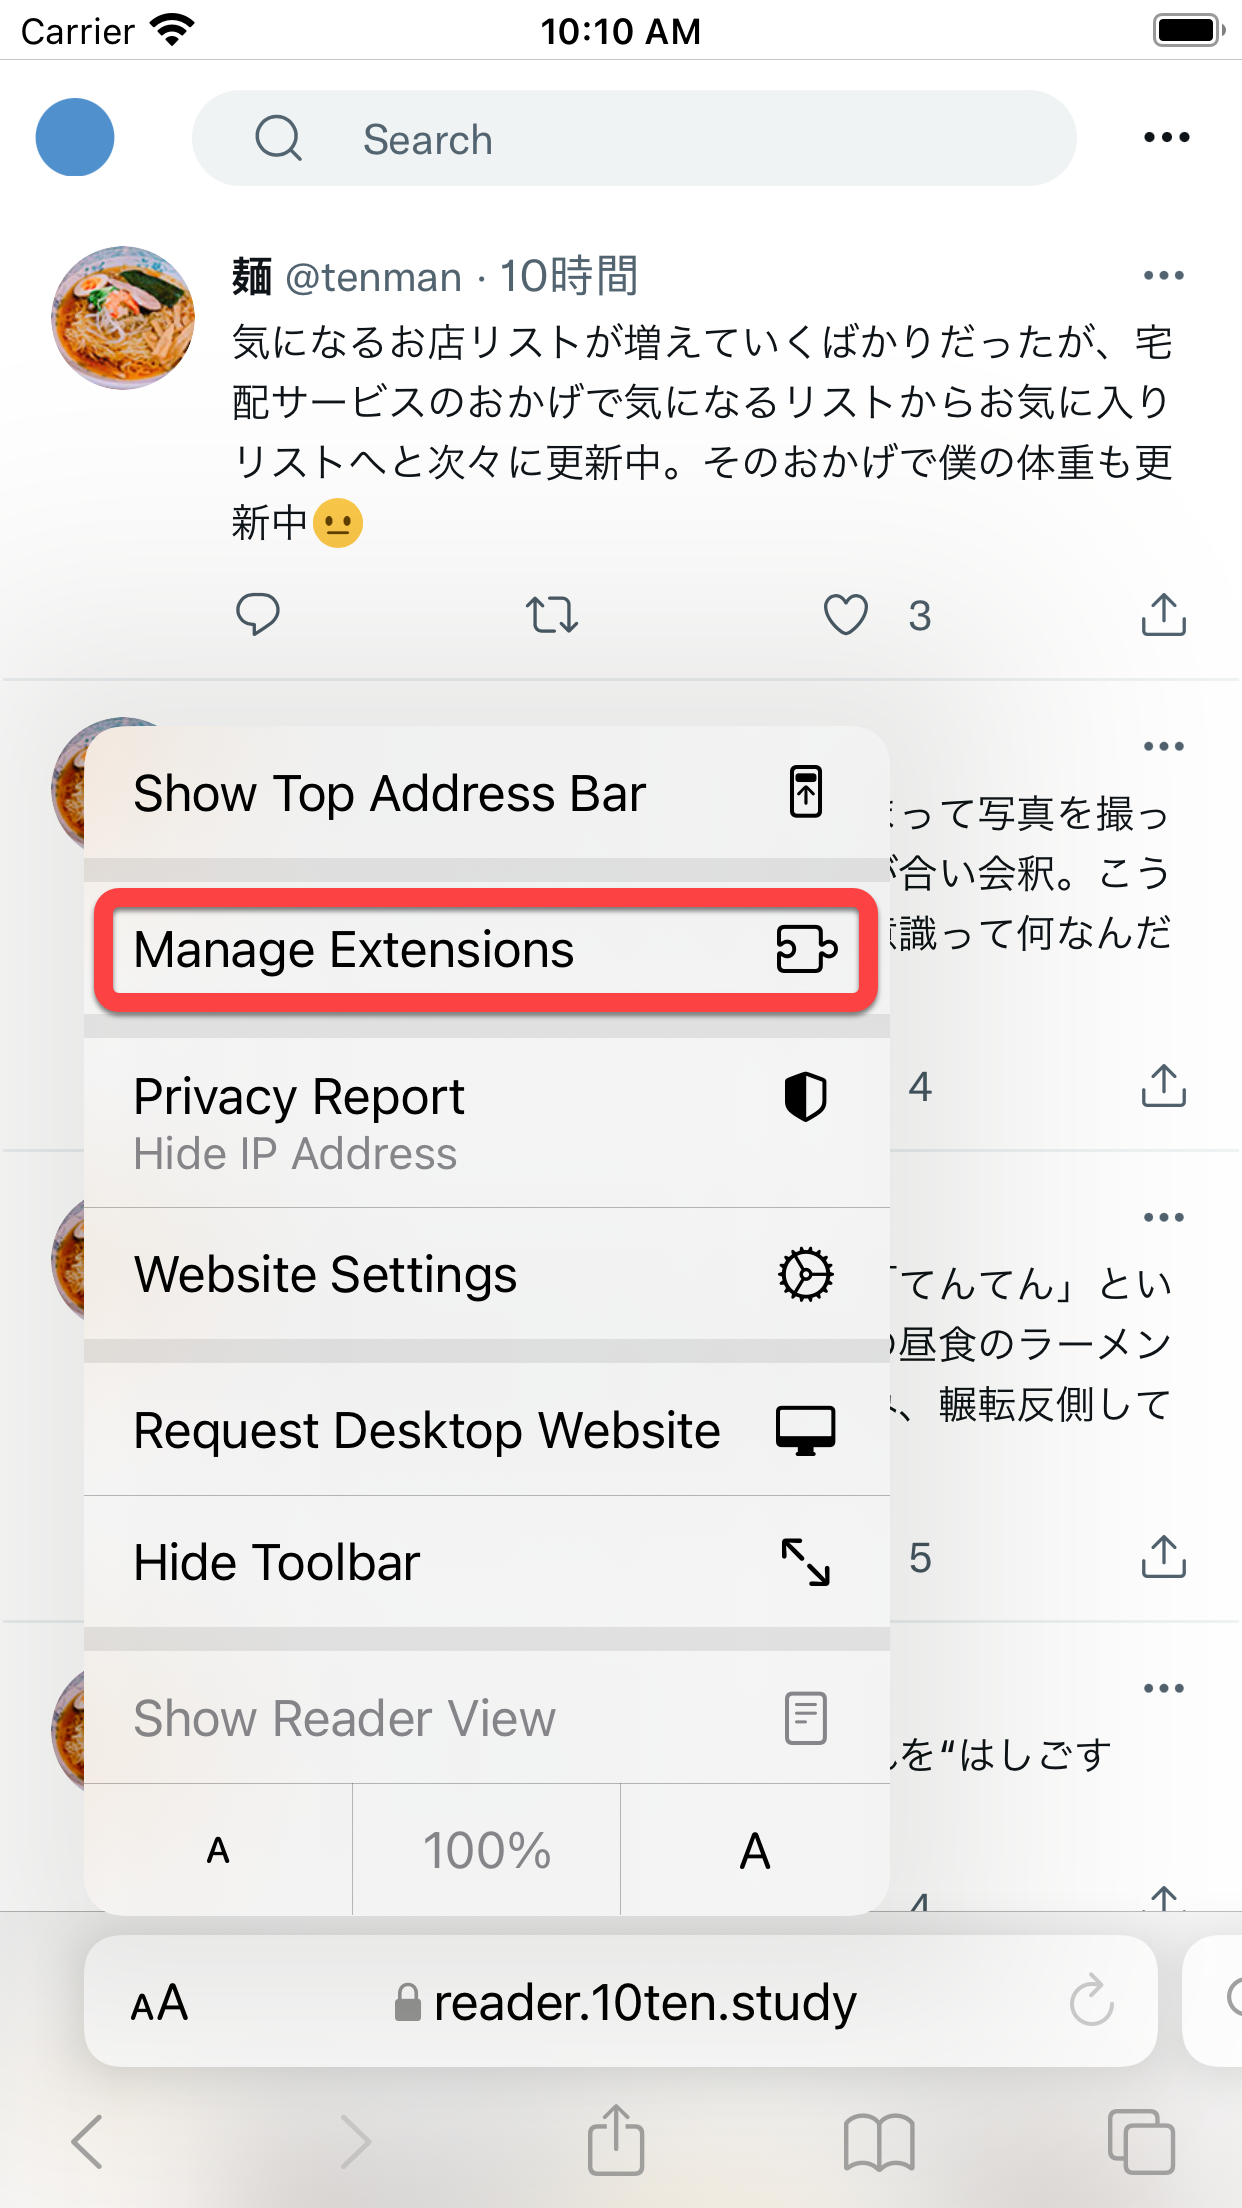 Carrier 10:10 AM
Search
麺 @tenman · 10時間
気になるお店リストが増えていくばかりだったが、宅
配サービスのおかげで気になるリストからお気に入り
リストへと次々に更新中。そのおかげで僕の体重も更
新中😐
3
Show Top Address Bar
って写真を撮っ
合い会釈。こう
Manage Extensions
識って何なんだ
Privacy Report
4
Hide IP Address
Website Settings
「てんてん」とい
の昼食のラーメン
、輾転反側して
Request Desktop Website
Hide Toolbar
5
Show Reader View
を“はしごす
A 100% A
4
AA reader.10ten.study